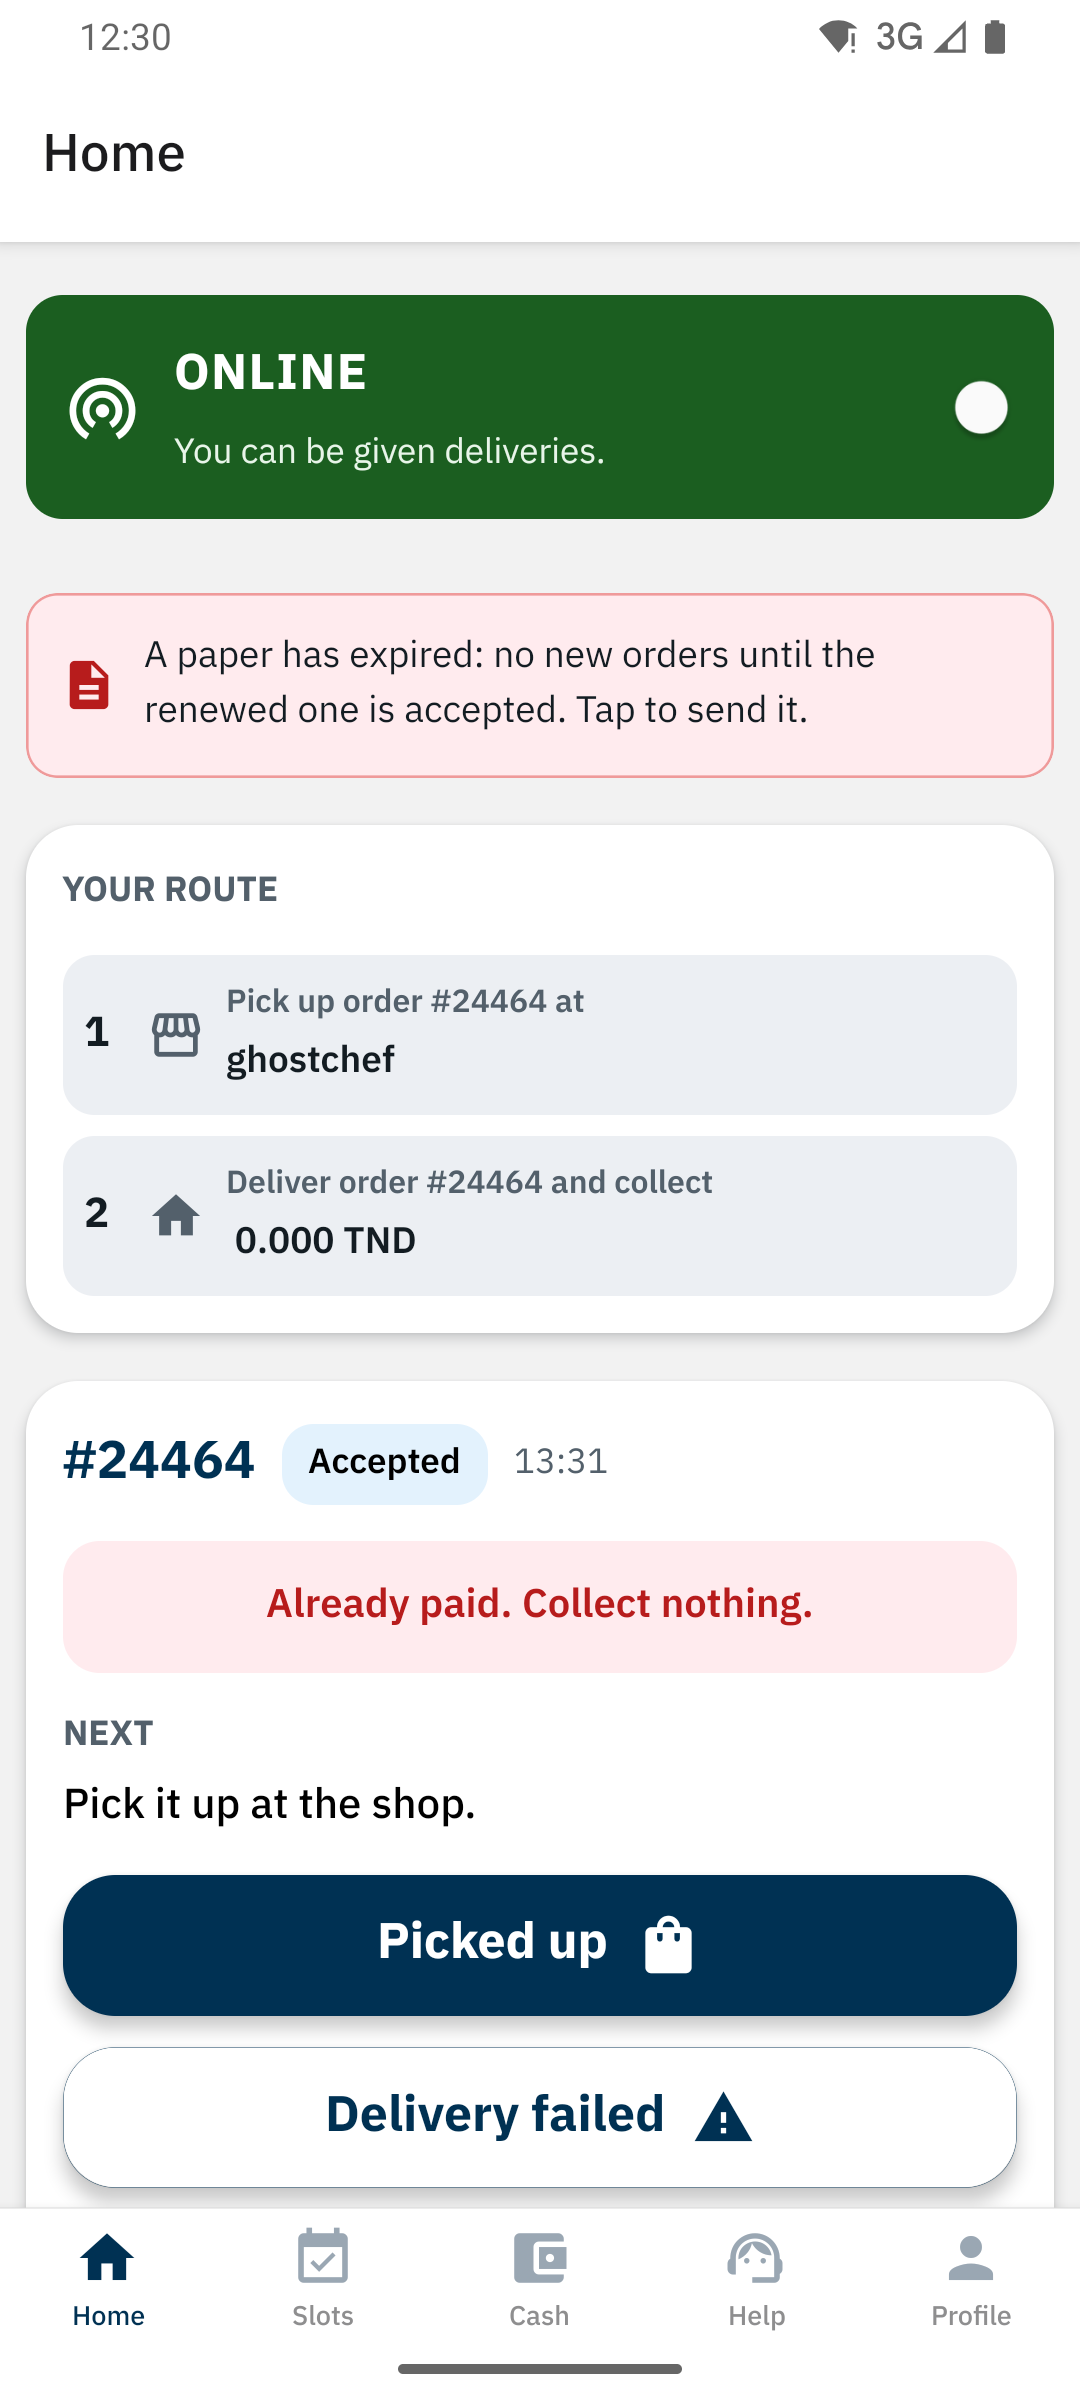 12:30
3G
Home
ONLINE
You can be given deliveries.
A paper has expired: no new orders until the
renewed one is accepted. Tap to send it.
YOUR ROUTE
1
Pick up order #24464 at
ghostchef
2
Deliver order #24464 and collect
0.000 TND
#24464 Accepted 13:31
Already paid. Collect nothing.
NEXT
Pick it up at the shop.
Picked up
Delivery failed
Home Slots Cash Help Profile